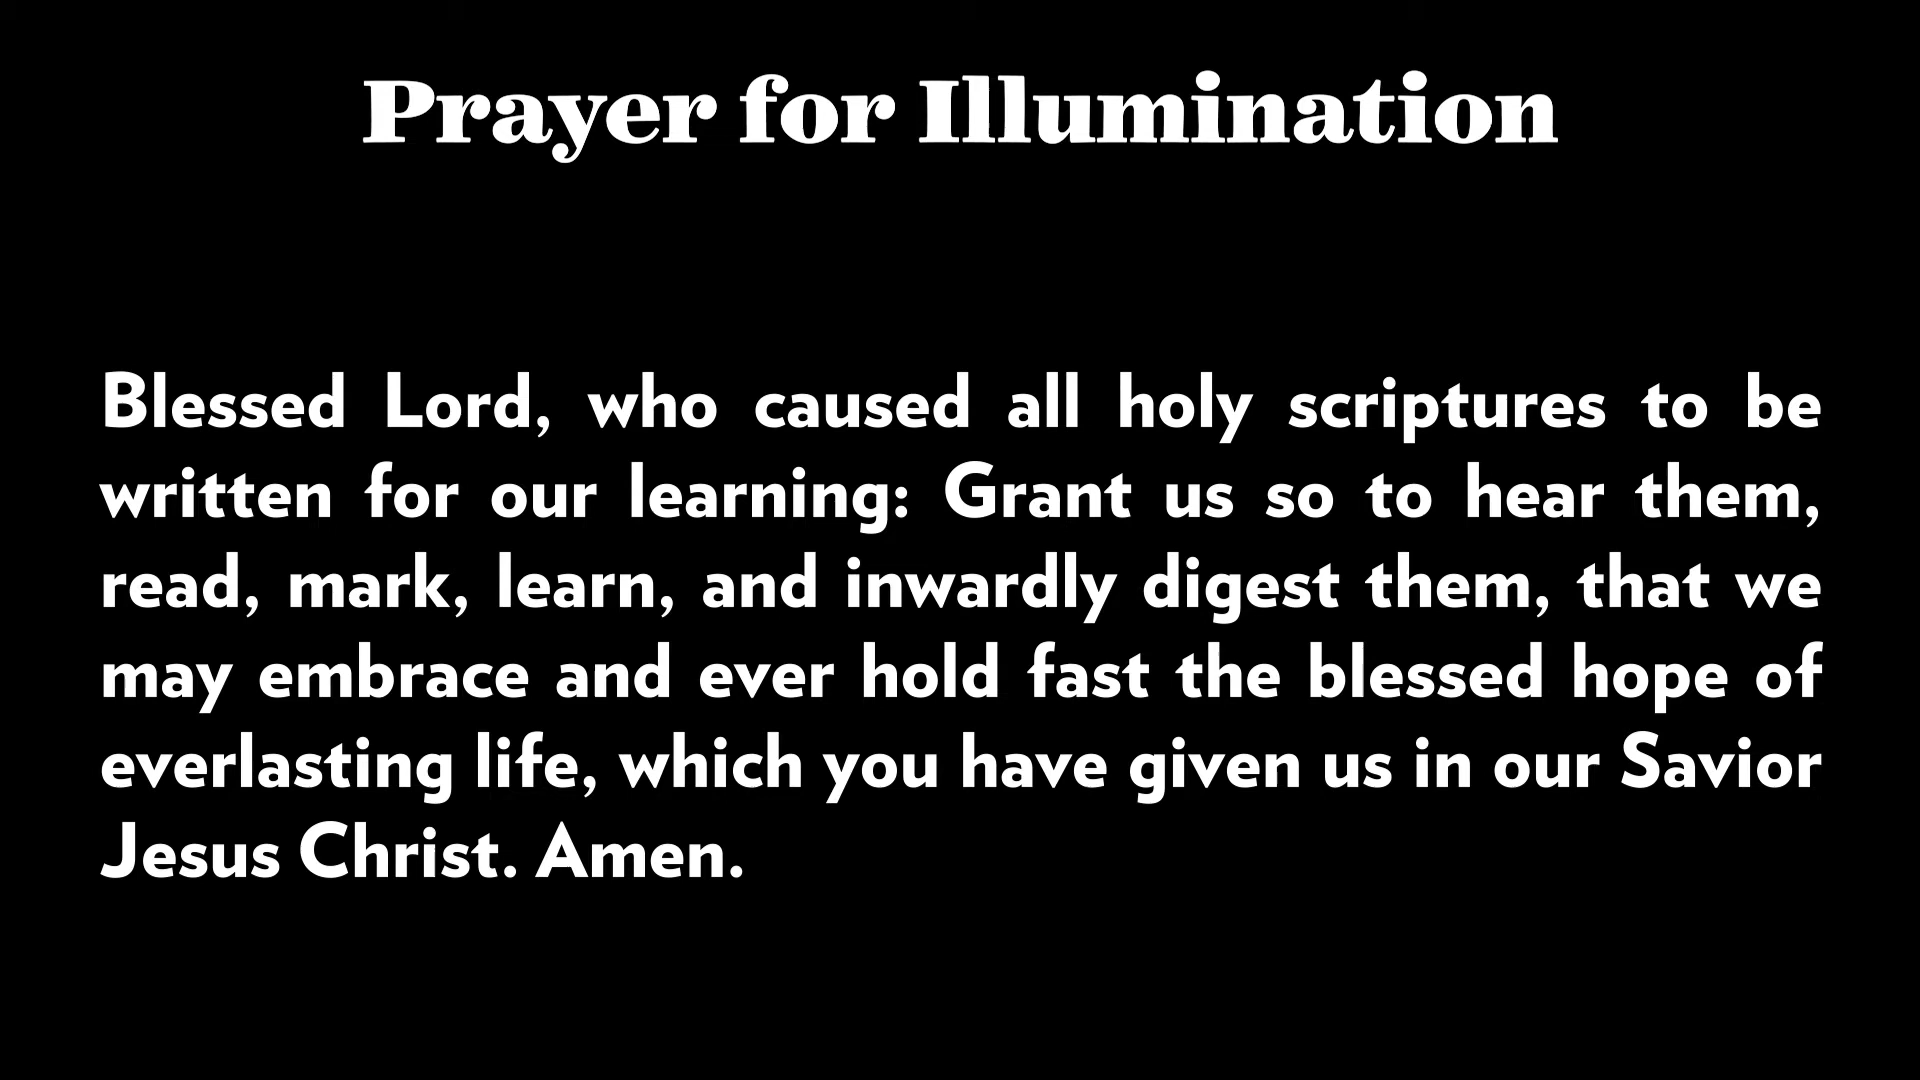 Prayer for Illumination
Blessed Lord, who caused all holy scriptures to be
written for our learning: Grant us so to hear them,
read, mark, learn, and inwardly digest them, that we
may embrace and ever hold fast the blessed hope of
everlasting life, which you have given us in our Savior
Jesus Christ. Amen.